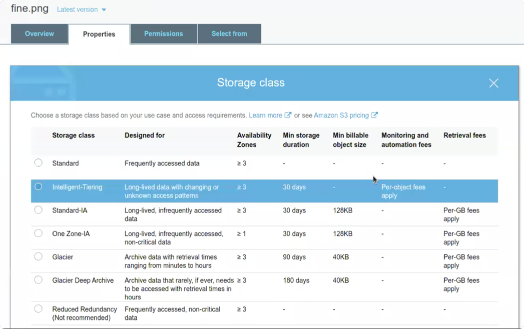 fine.png Latest version
Overview Properties Permissions Select from
Storage class
Choose a storage class based on your use case and access requirements. Learn more or see Amazon S3 pricing
Storage class Designed for Availability Zones Min storage duration Min billable object size Monitoring and automation fees Retrieval fees
Standard Frequently accessed data ≥ 3 - - - -
Intelligent-Tiering Long-lived data with changing or unknown access patterns ≥ 3 30 days - Per-object fees apply -
Standard-IA Long-lived, infrequently accessed data ≥ 3 30 days 128KB - Per-GB fees apply
One Zone-IA Long-lived, infrequently accessed, non-critical data ≥ 1 30 days 128KB - Per-GB fees apply
Glacier Archive data with retrieval times ranging from minutes to hours ≥ 3 90 days 40KB - Per-GB fees apply
Glacier Deep Archive Archive data that rarely, if ever, needs to be accessed with retrieval times in hours ≥ 3 180 days 40KB - Per-GB fees apply
Reduced Redundancy (Not recommended) Frequently accessed, non-critical data ≥ 3 - - - -